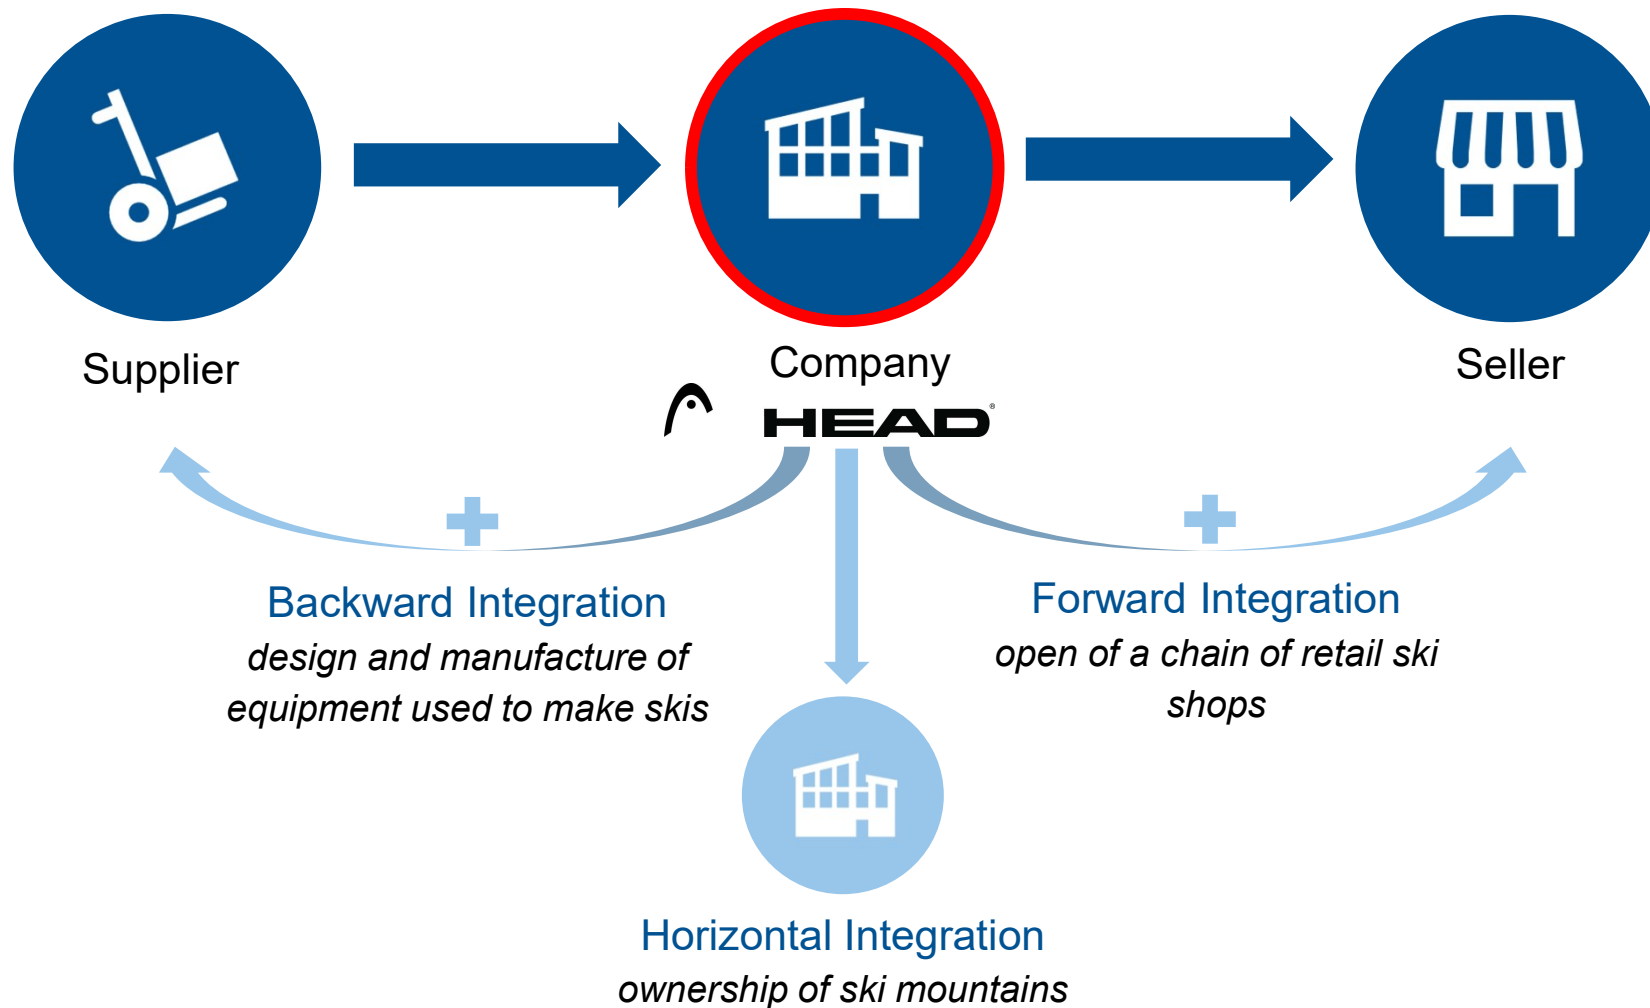 Supplier
Company
Seller
HEAD®
Backward Integration
design and manufacture of
equipment used to make skis
Forward Integration
open of a chain of retail ski
shops
Horizontal Integration
ownership of ski mountains